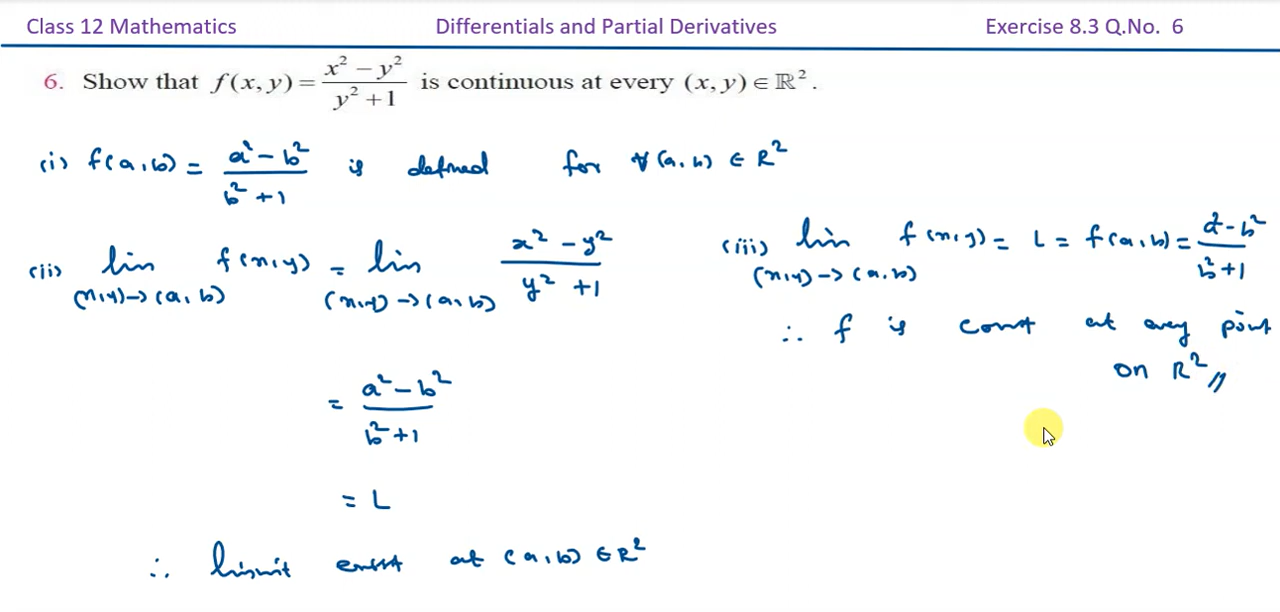 Class 12 Mathematics Differentials and Partial Derivatives Exercise 8.3 Q.No. 6
6. Show that f(x, y) = (x² − y²)/(y² + 1) is continuous at every (x, y) ∈ ℝ².
(i) f(a,b) = (a² − b²)/(b² + 1) is defined for ∀ (a,b) ∈ R²
(ii) lim (x,y)→(a,b) f(x,y) = lim (x,y)→(a,b) (x² − y²)/(y² + 1)
= (a² − b²)/(b² + 1)
= L
∴ limit exist at (a,b) ∈ R²
(iii) lim (x,y)→(a,b) f(x,y) = L = f(a,b) = (a² − b²)/(b² + 1)
∴ f is const at every point
on R² //